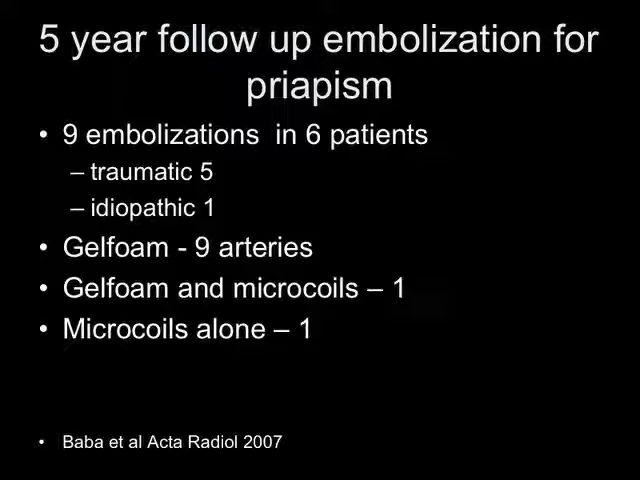 5 year follow up embolization for
priapism
• 9 embolizations in 6 patients
– traumatic 5
– idiopathic 1
• Gelfoam - 9 arteries
• Gelfoam and microcoils – 1
• Microcoils alone – 1
• Baba et al Acta Radiol 2007